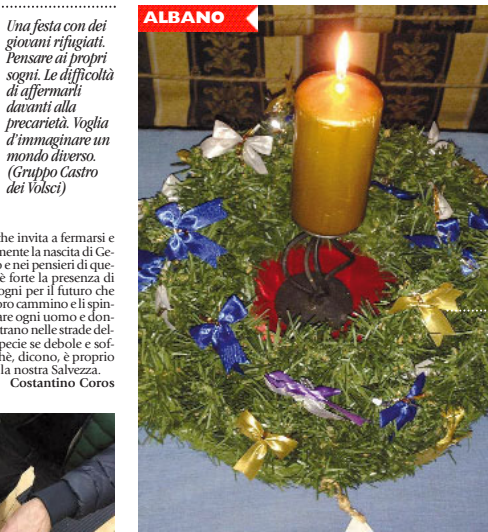 Una festa con dei
giovani rifugiati.
Pensare ai propri
sogni. Le difficoltà
di affermarli
davanti alla
precarietà. Voglia
d'immaginare un
mondo diverso.
(Gruppo Castro
dei Volsci)
he invita a fermarsi e
mente la nascita di Ge-
o e nei pensieri di que-
è forte la presenza di
ogni per il futuro che
oro cammino e li spin-
are ogni uomo e don-
trano nelle strade del-
pecie se debole e sof-
hè, dicono, è proprio
la nostra Salvezza.
Costantino Coros
ALBANO